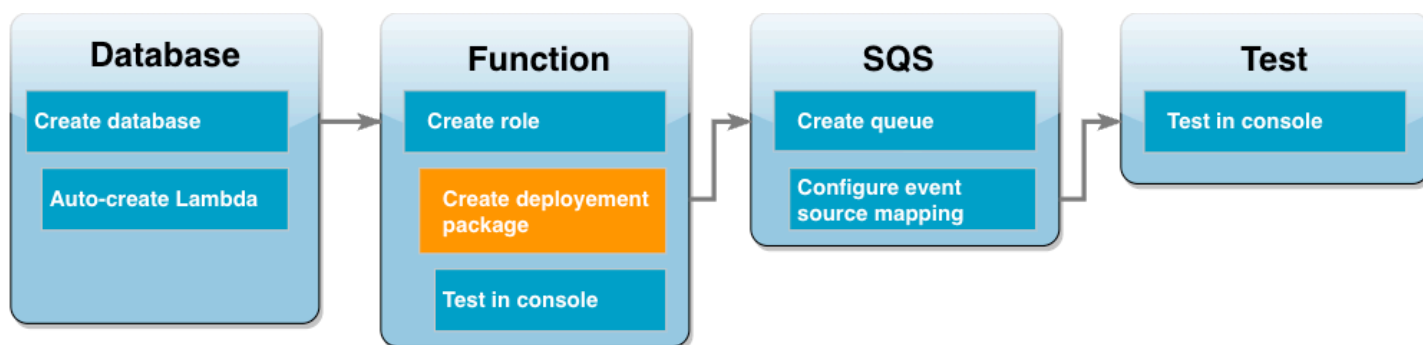 Database
Create database
Auto-create Lambda
Function
Create role
Create deployement
package
Test in console
SQS
Create queue
Configure event
source mapping
Test
Test in console